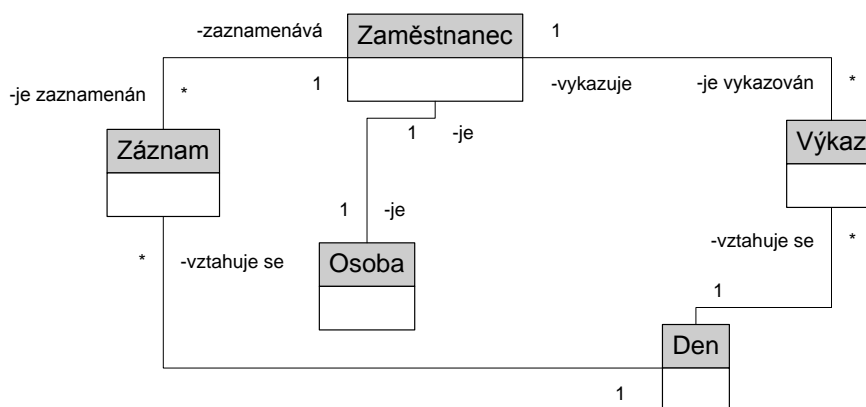 -zaznamenává
Zaměstnanec
1
-je zaznamenán
*
1
-vykazuje
-je vykazován
*
1
-je
Záznam
Výkaz
1
-je
*
-vztahuje se
Osoba
-vztahuje se
*
1
Den
1